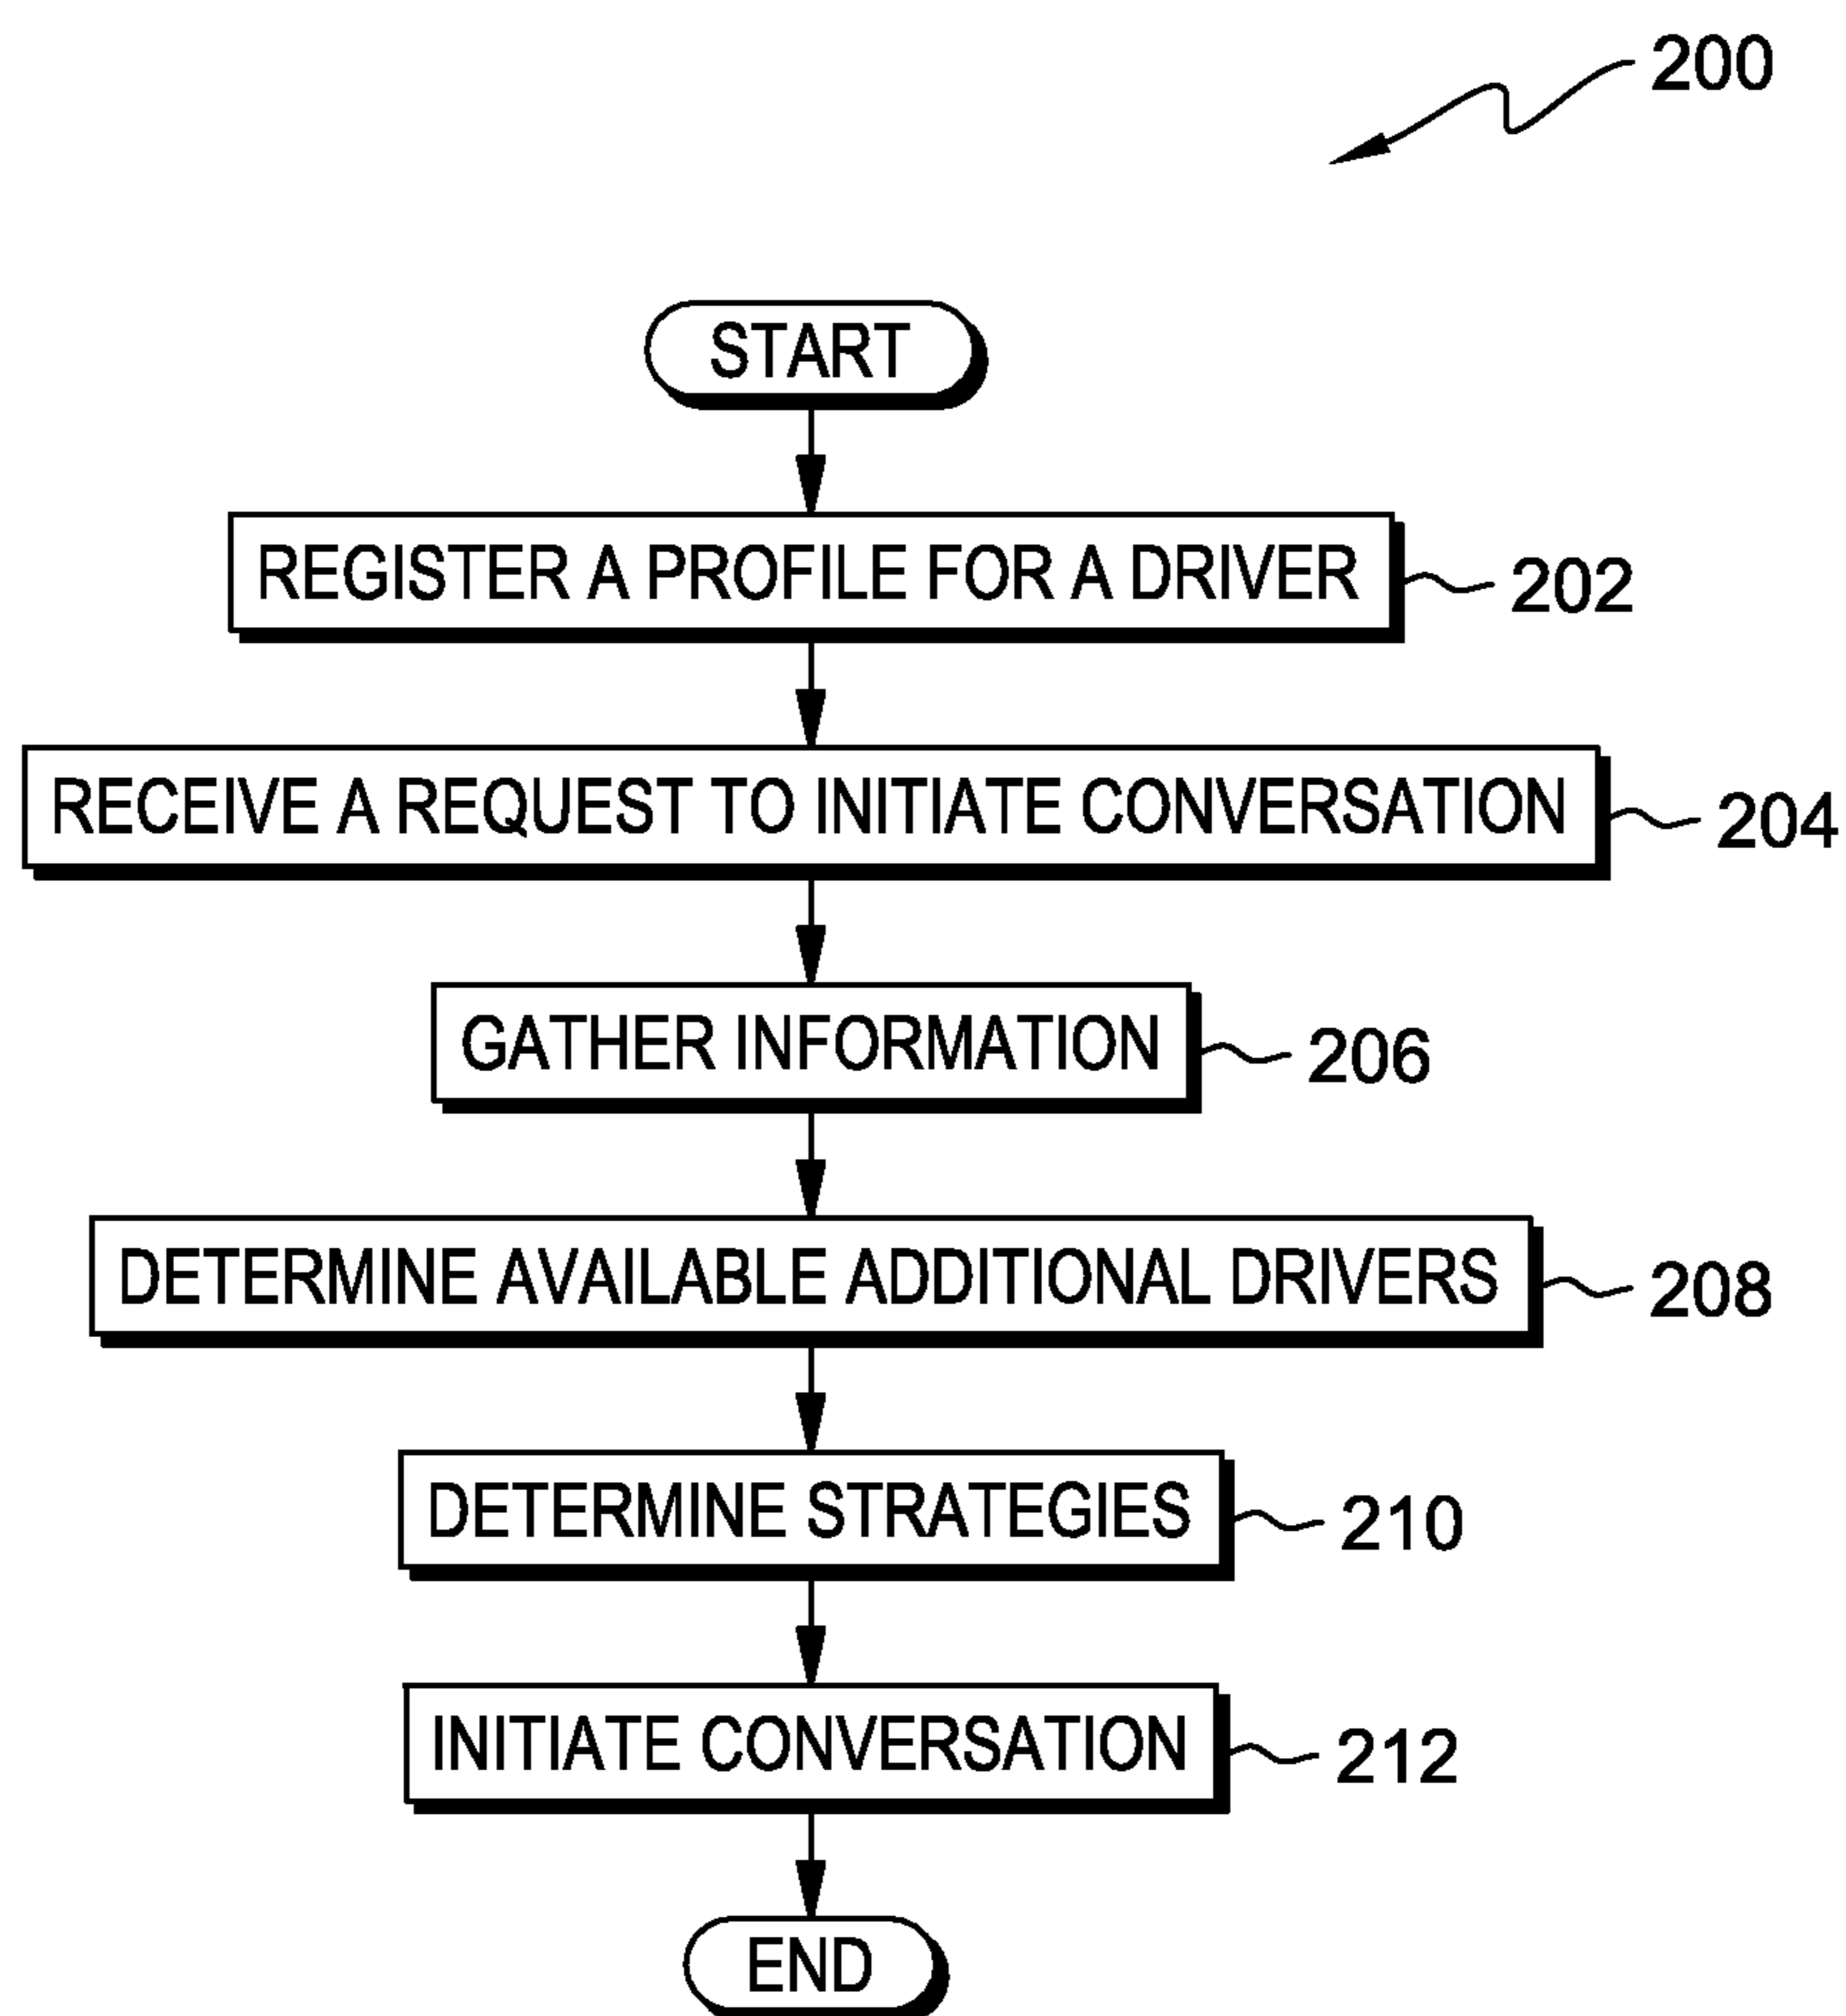 200
START
REGISTER A PROFILE FOR A DRIVER
202
RECEIVE A REQUEST TO INITIATE CONVERSATION
204
GATHER INFORMATION
206
DETERMINE AVAILABLE ADDITIONAL DRIVERS
208
DETERMINE STRATEGIES
210
INITIATE CONVERSATION
212
END